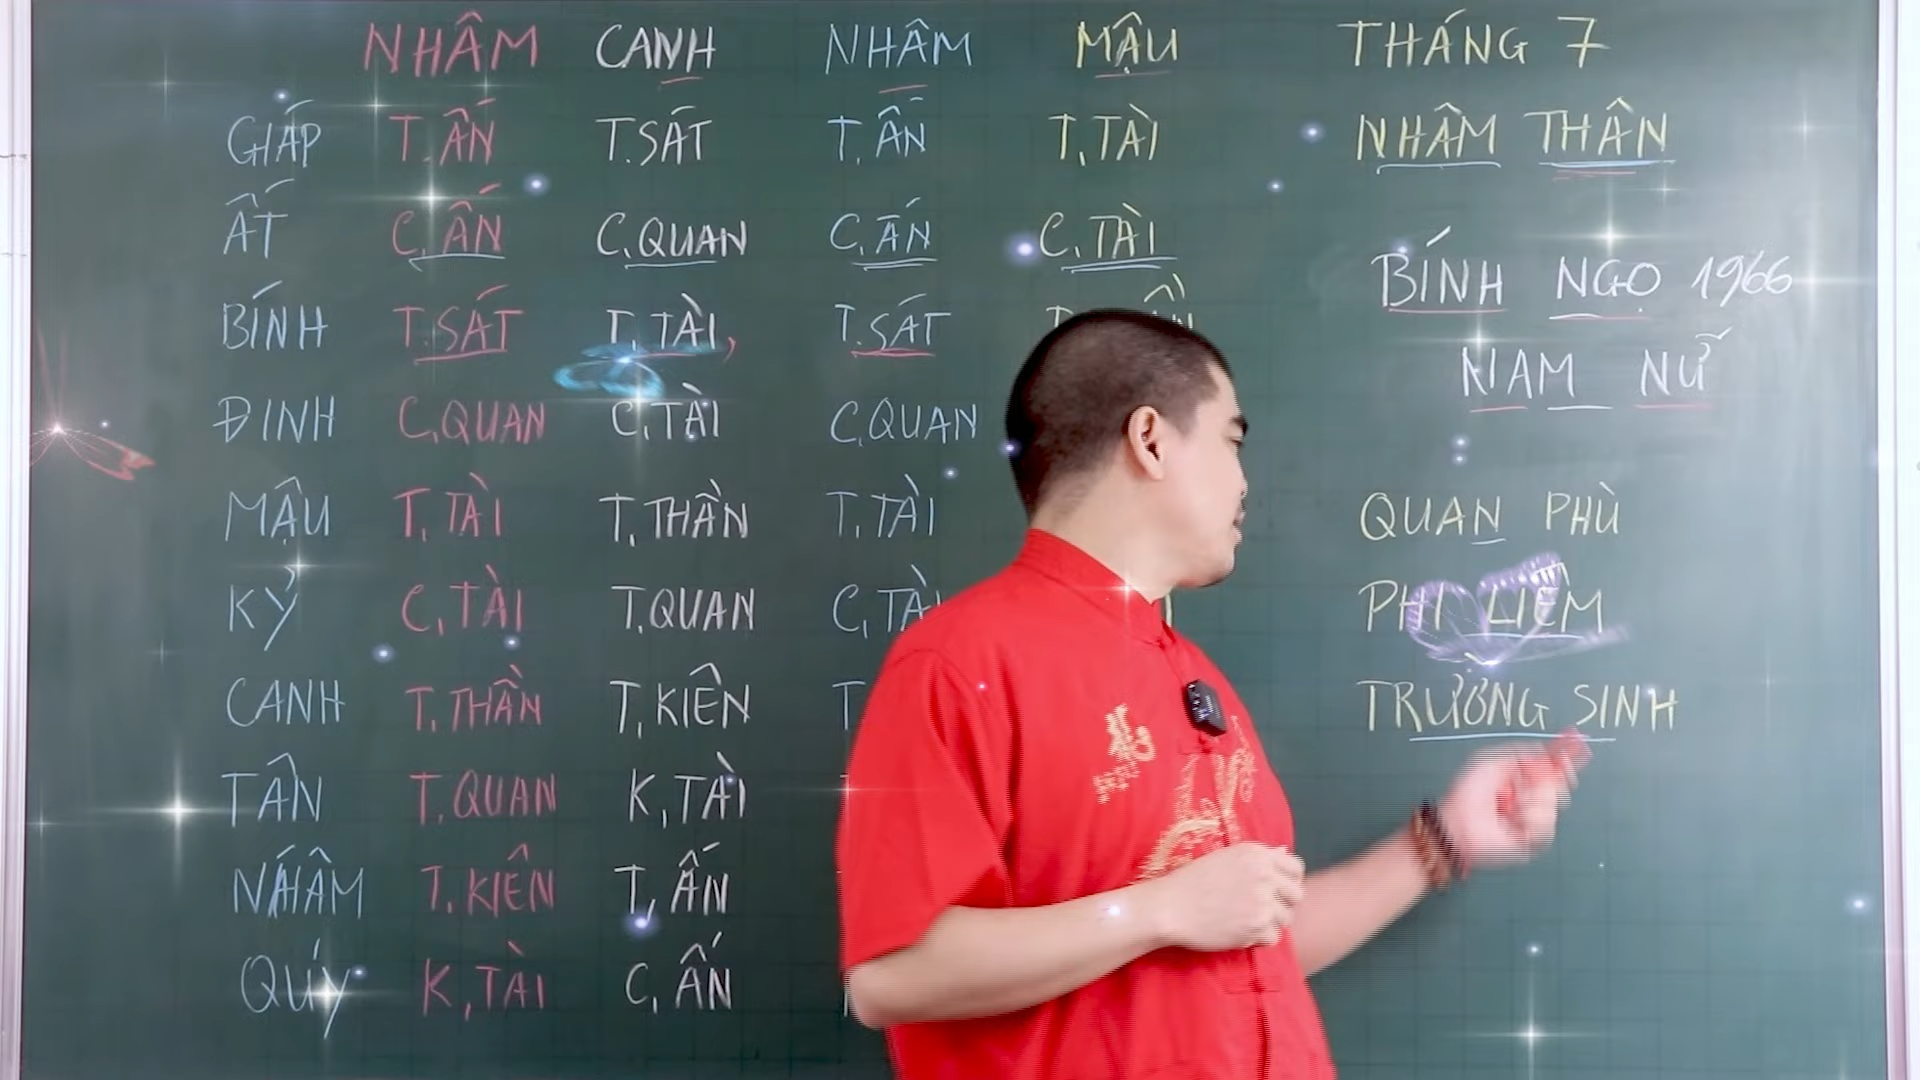 NHÂM CANH NHÂM MẬU THÁNG 7
GIÁP T.ẤN T.SÁT T.ẤN T.TÀI NHÂM THÂN
ẤT C.ẤN C.QUAN C.ẤN C.TÀI
BÍNH NGỌ 1966
BÍNH T.SÁT T.TÀI, T.SÁT
NAM NỮ
ĐINH C.QUAN C.TÀI C.QUAN
MẬU T.TÀI T.THẦN T.TÀI QUAN PHÙ
KỶ C.TÀI T.QUAN C.TÀI PHI LIÊM
CANH T.THẦN T.KIÊN T TRƯỜNG SINH
TÂN T.QUAN K.TÀI
NHÂM T.KIÊN T.ẤN
QUÝ K.TÀI C.ẤN